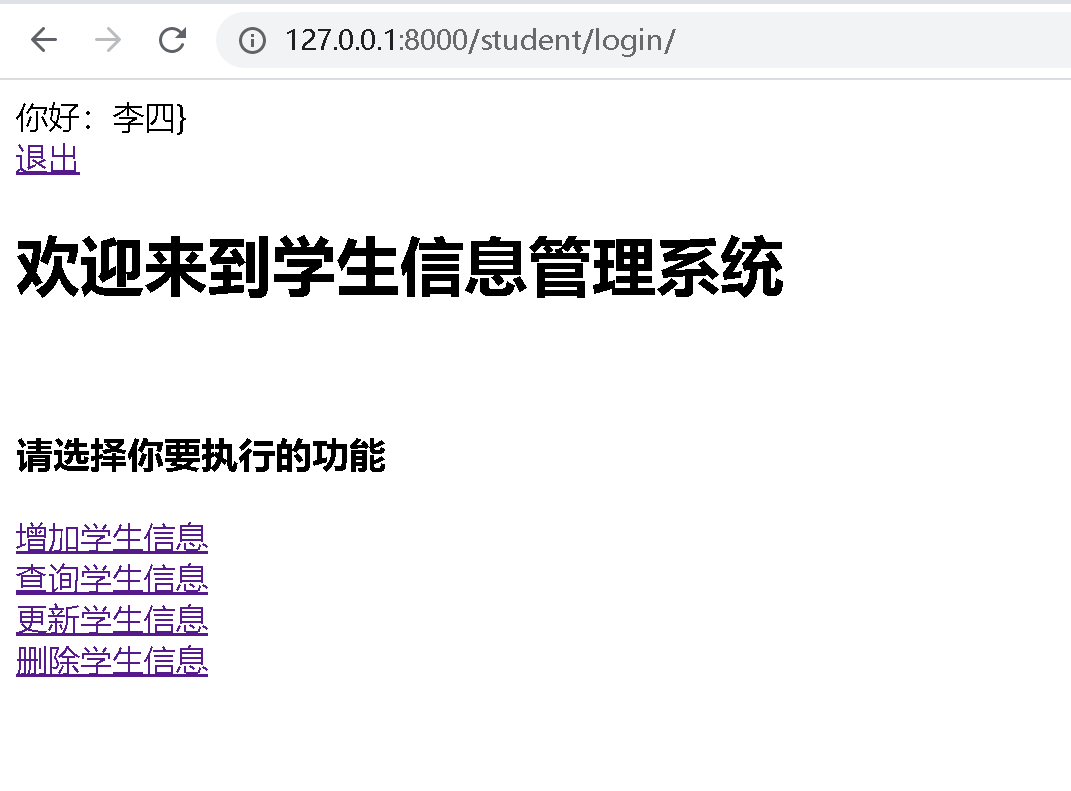 127.0.0.1:8000/student/login/
你好：李四}
退出
欢迎来到学生信息管理系统
请选择你要执行的功能
增加学生信息
查询学生信息
更新学生信息
删除学生信息